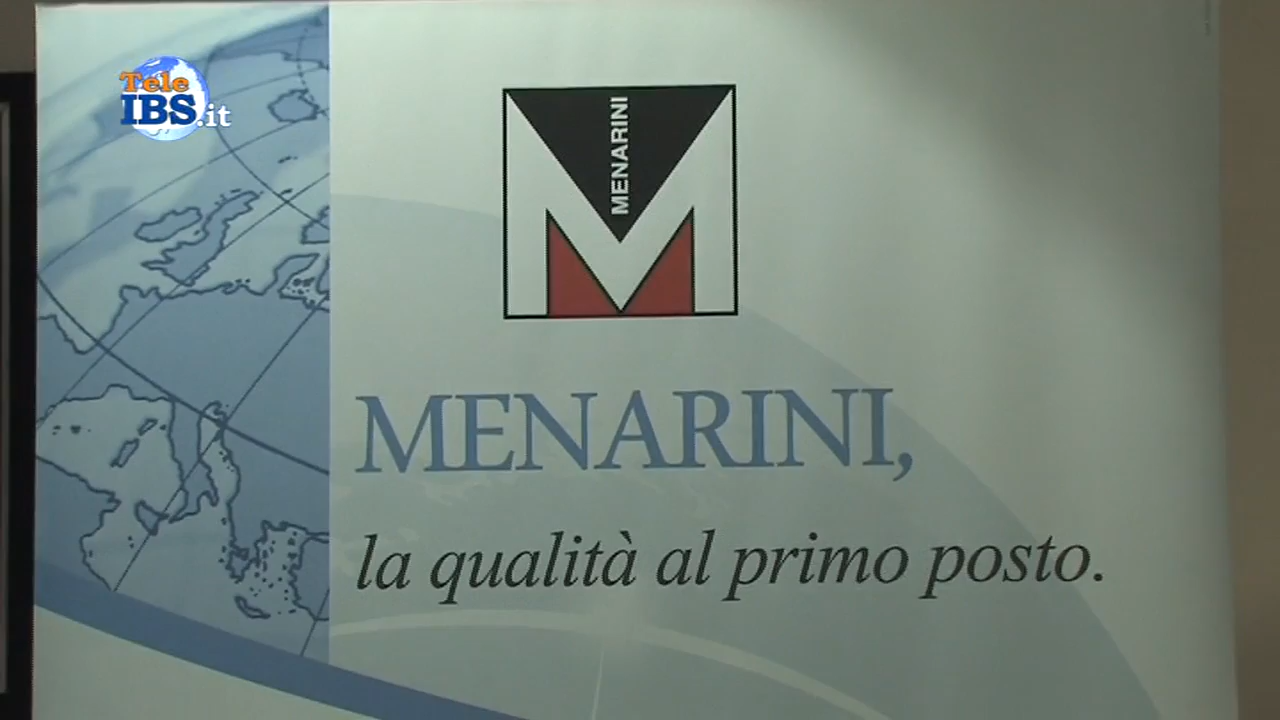 Tele
IBS.it
MENARINI
MENARINI,
la qualità al primo posto.